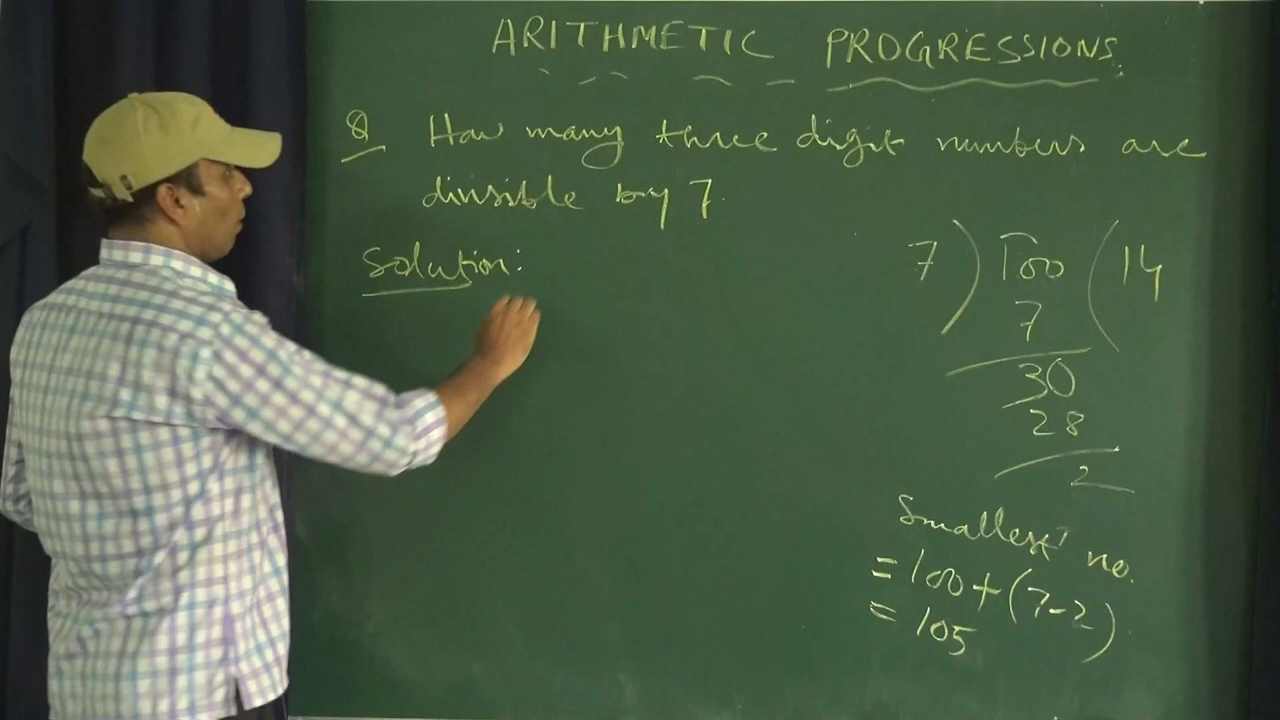 ARITHMETIC PROGRESSIONS
Q How many three digit numbers are
divisible by 7.
Solution:
7 ) 100 ( 14
7
30
28
2
Smallest no.
= 100 + (7-2)
= 105